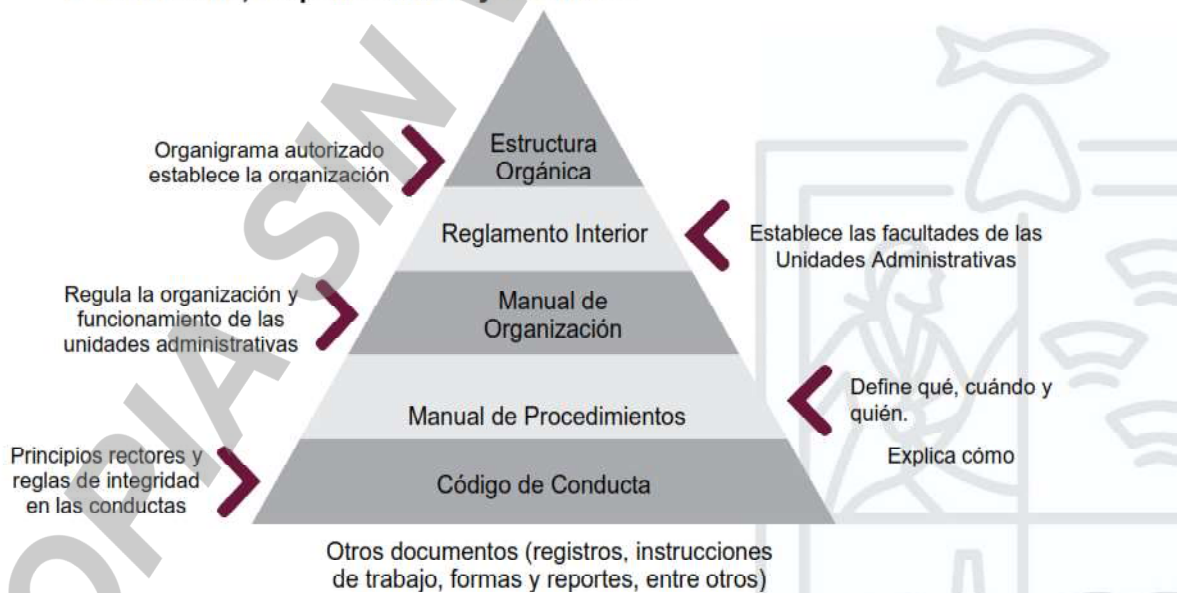 Estructura
Orgánica
Organigrama autorizado
establece la organización
Reglamento Interior
Establece las facultades de las
Unidades Administrativas
Manual de
Organización
Regula la organización y
funcionamiento de las
unidades administrativas
Manual de Procedimientos
Define qué, cuándo y
quién.
Explica cómo
Código de Conducta
Principios rectores y
reglas de integridad
en las conductas
Otros documentos (registros, instrucciones
de trabajo, formas y reportes, entre otros)